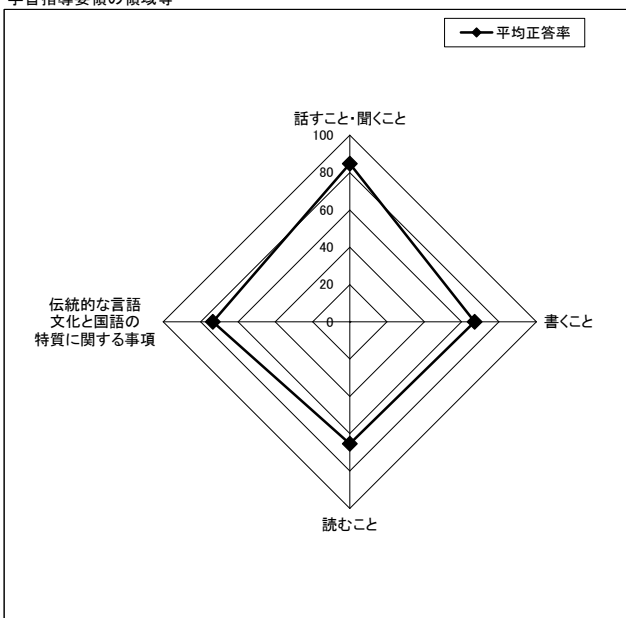 学習指導要領の領域等
平均正答率
話すこと・聞くこと
100
80
60
40
20
0
伝統的な言語
文化と国語の
特質に関する事項
書くこと
読むこと